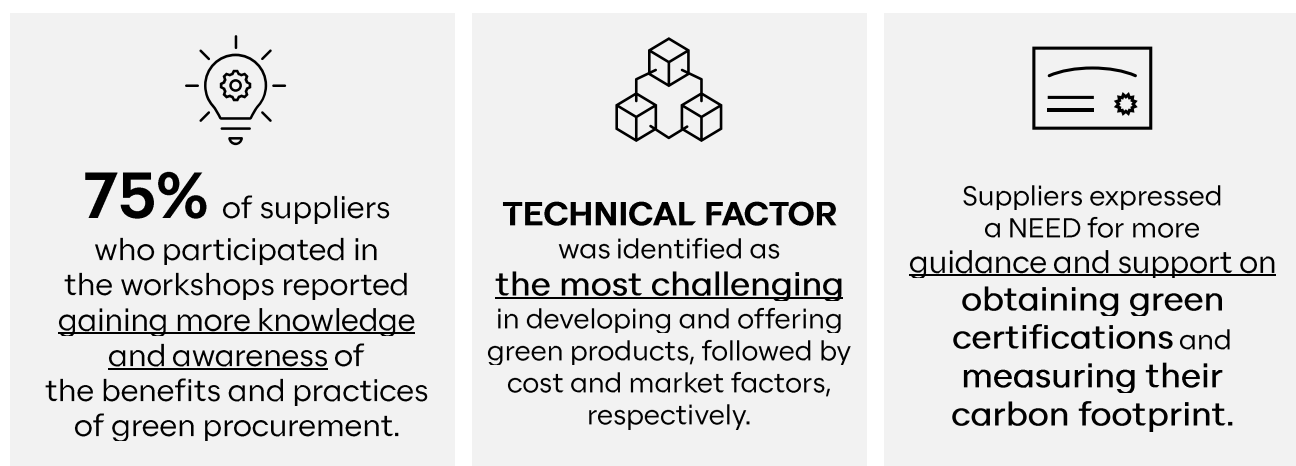 75% of suppliers
who participated in
the workshops reported
gaining more knowledge
and awareness of
the benefits and practices
of green procurement.
TECHNICAL FACTOR
was identified as
the most challenging
in developing and offering
green products, followed by
cost and market factors,
respectively.
Suppliers expressed
a NEED for more
guidance and support on
obtaining green
certifications and
measuring their
carbon footprint.